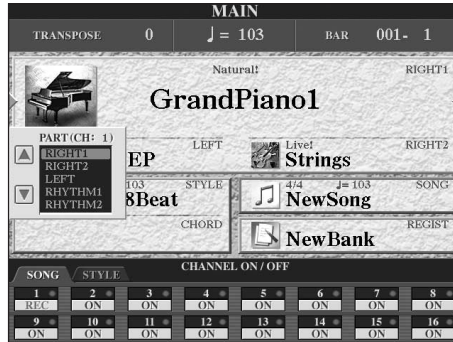 MAIN
TRANSPOSE 0 ♩= 103 BAR 001- 1
Natural! RIGHT1
GrandPiano1
PART(CH: 1)
RIGHT1
RIGHT2
LEFT
RHYTHM1
RHYTHM2
LEFT
EP
Live! RIGHT2
Strings
103 STYLE
8Beat
4/4 ♩= 103 SONG
NewSong
CHORD
REGIST
NewBank
SONG STYLE CHANNEL ON / OFF
1 2 3 4 5 6 7 8
REC ON ON ON ON ON ON ON
9 10 11 12 13 14 15 16
ON ON ON ON ON ON ON ON